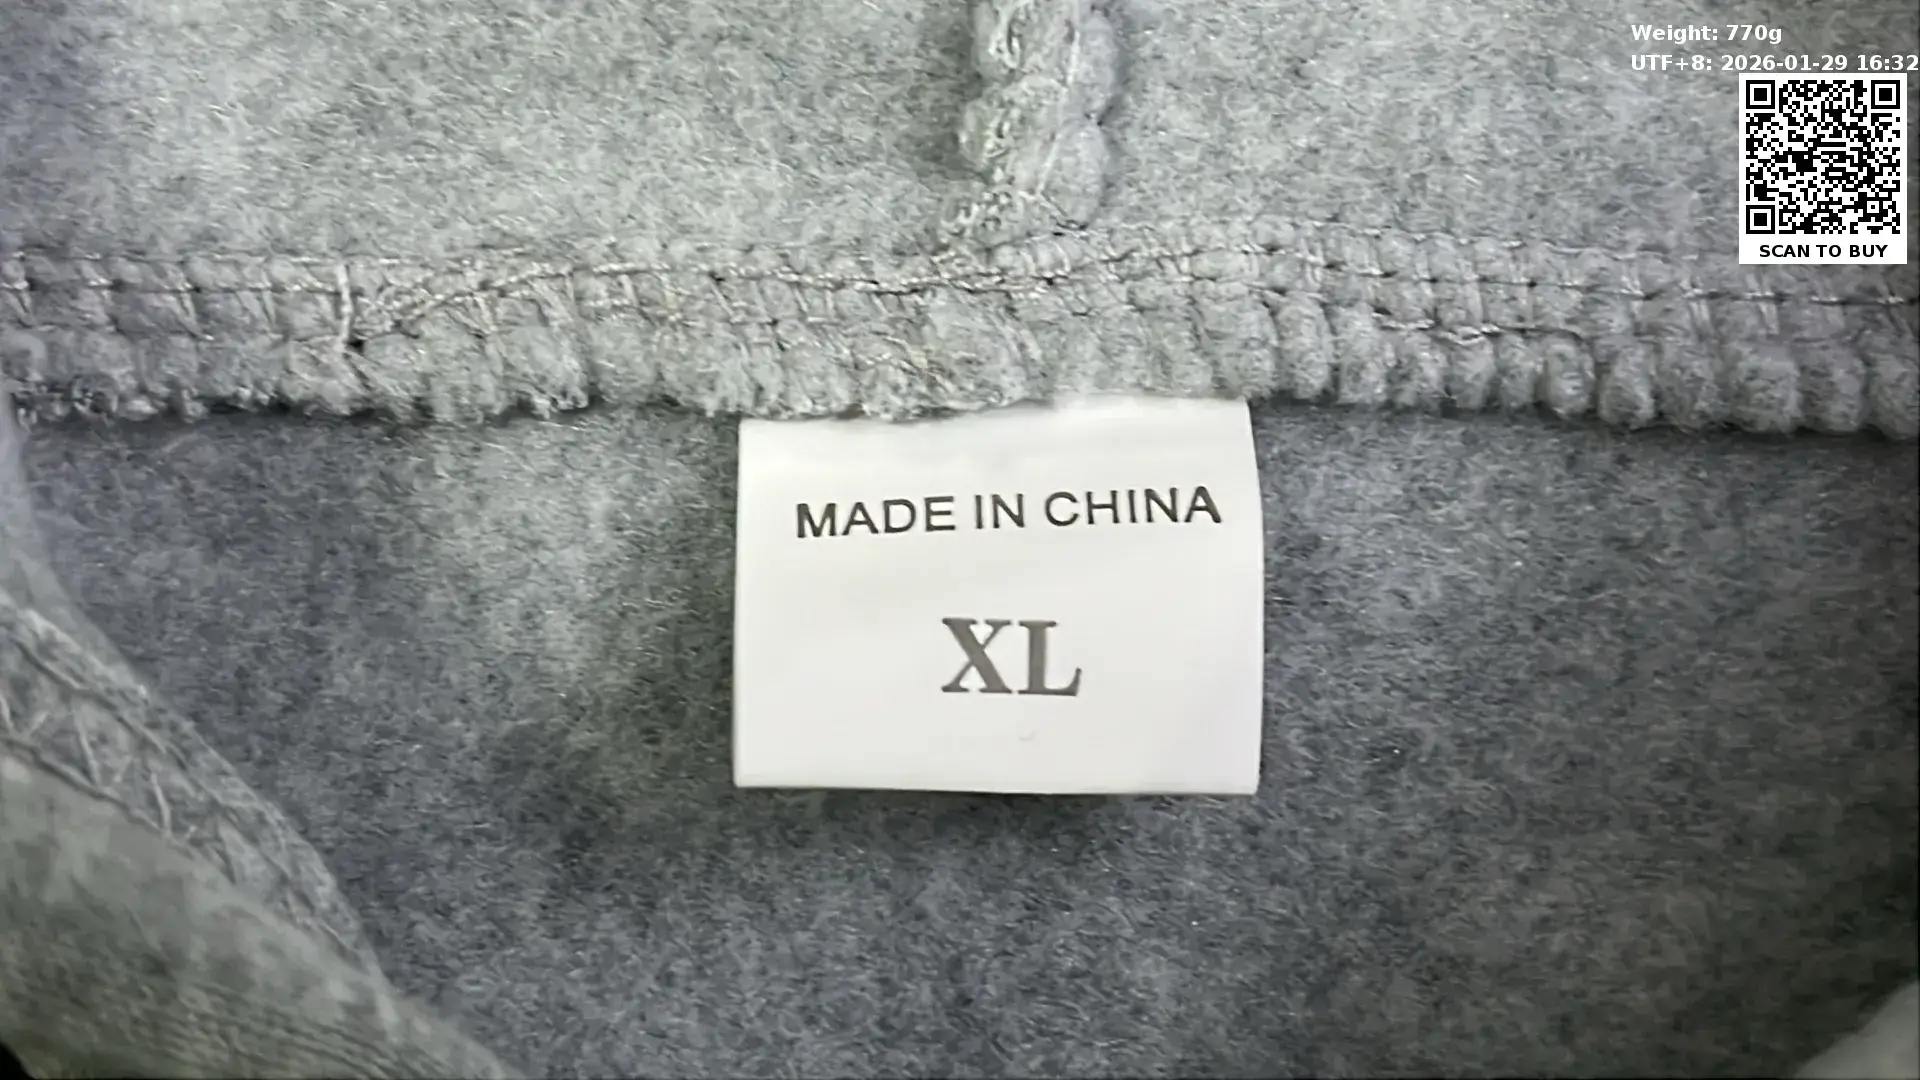 Weight: 770g
UTF+8: 2026-01-29 16:32
SCAN TO BUY
MADE IN CHINA
XL